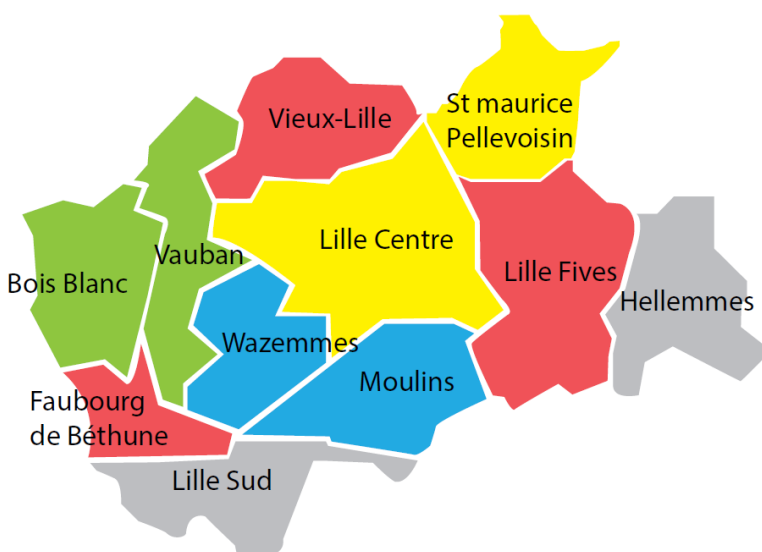 Vieux-Lille
St maurice
Pellevoisin
Lille Centre
Vauban
Bois Blanc
Lille Fives
Hellemmes
Wazemmes
Moulins
Faubourg
de Béthune
Lille Sud